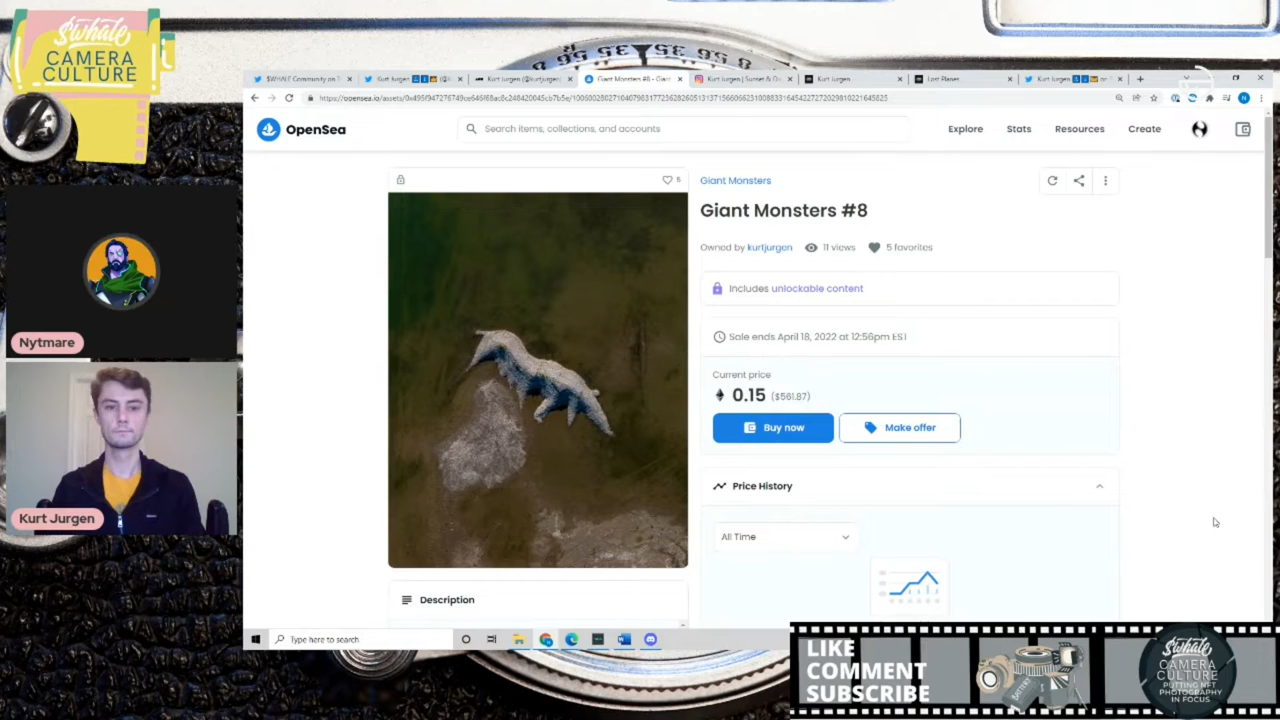 $whale
CAMERA
CULTURE
Nytmare
Kurt Jurgen
35
OpenSea
Search items, collections, and accounts
Explore
Stats
Resources
Create
5
Giant Monsters
Giant Monsters #8
Owned by kurtjurgen
11 views
5 favorites
Includes unlockable content
Sale ends April 18, 2022 at 12:56pm EST
Current price
0.15 ($561.87)
Buy now
Make offer
Price History
All Time
Description
Type here to search
LIKE
COMMENT
SUBSCRIBE
$whale
CAMERA
CULTURE
PUTTING NFT
PHOTOGRAPHY
IN FOCUS